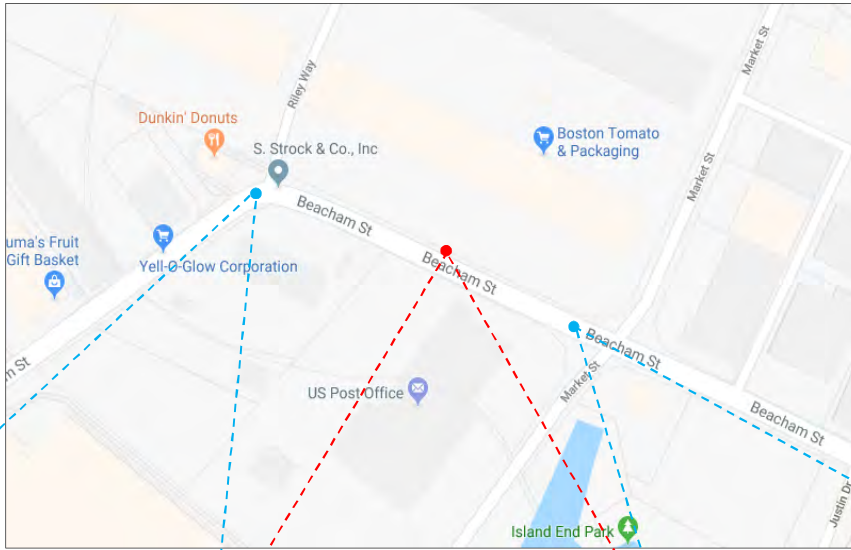 Market St
Riley Way
Dunkin' Donuts
S. Strock & Co., Inc
Boston Tomato
& Packaging
Market St
Beacham St
uma's Fruit
Gift Basket
Yell-O-Glow Corporation
Beacham St
Beacham St
m St
Market St
US Post Office
Beacham St
Justin Dr
Island End Park